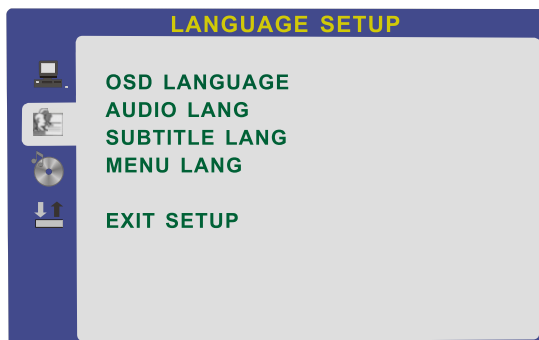 LANGUAGE SETUP
OSD LANGUAGE
AUDIO LANG
SUBTITLE LANG
MENU LANG
EXIT SETUP